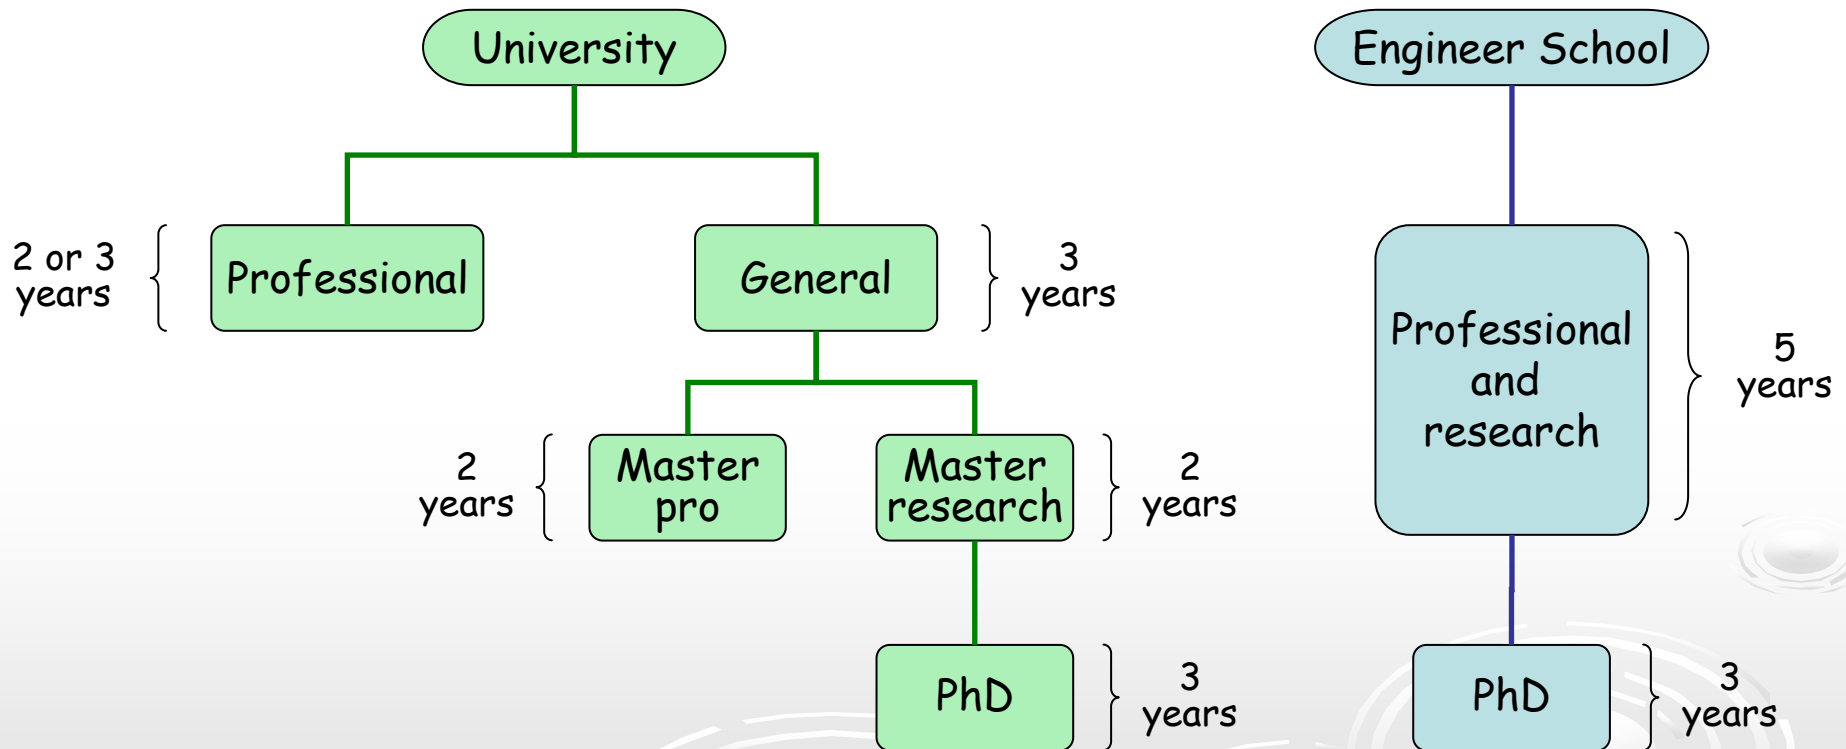 University
Engineer School
2 or 3
years
Professional
General
3
years
Professional
and
research
5
years
2
years
Master
pro
Master
research
2
years
PhD
3
years
PhD
3
years